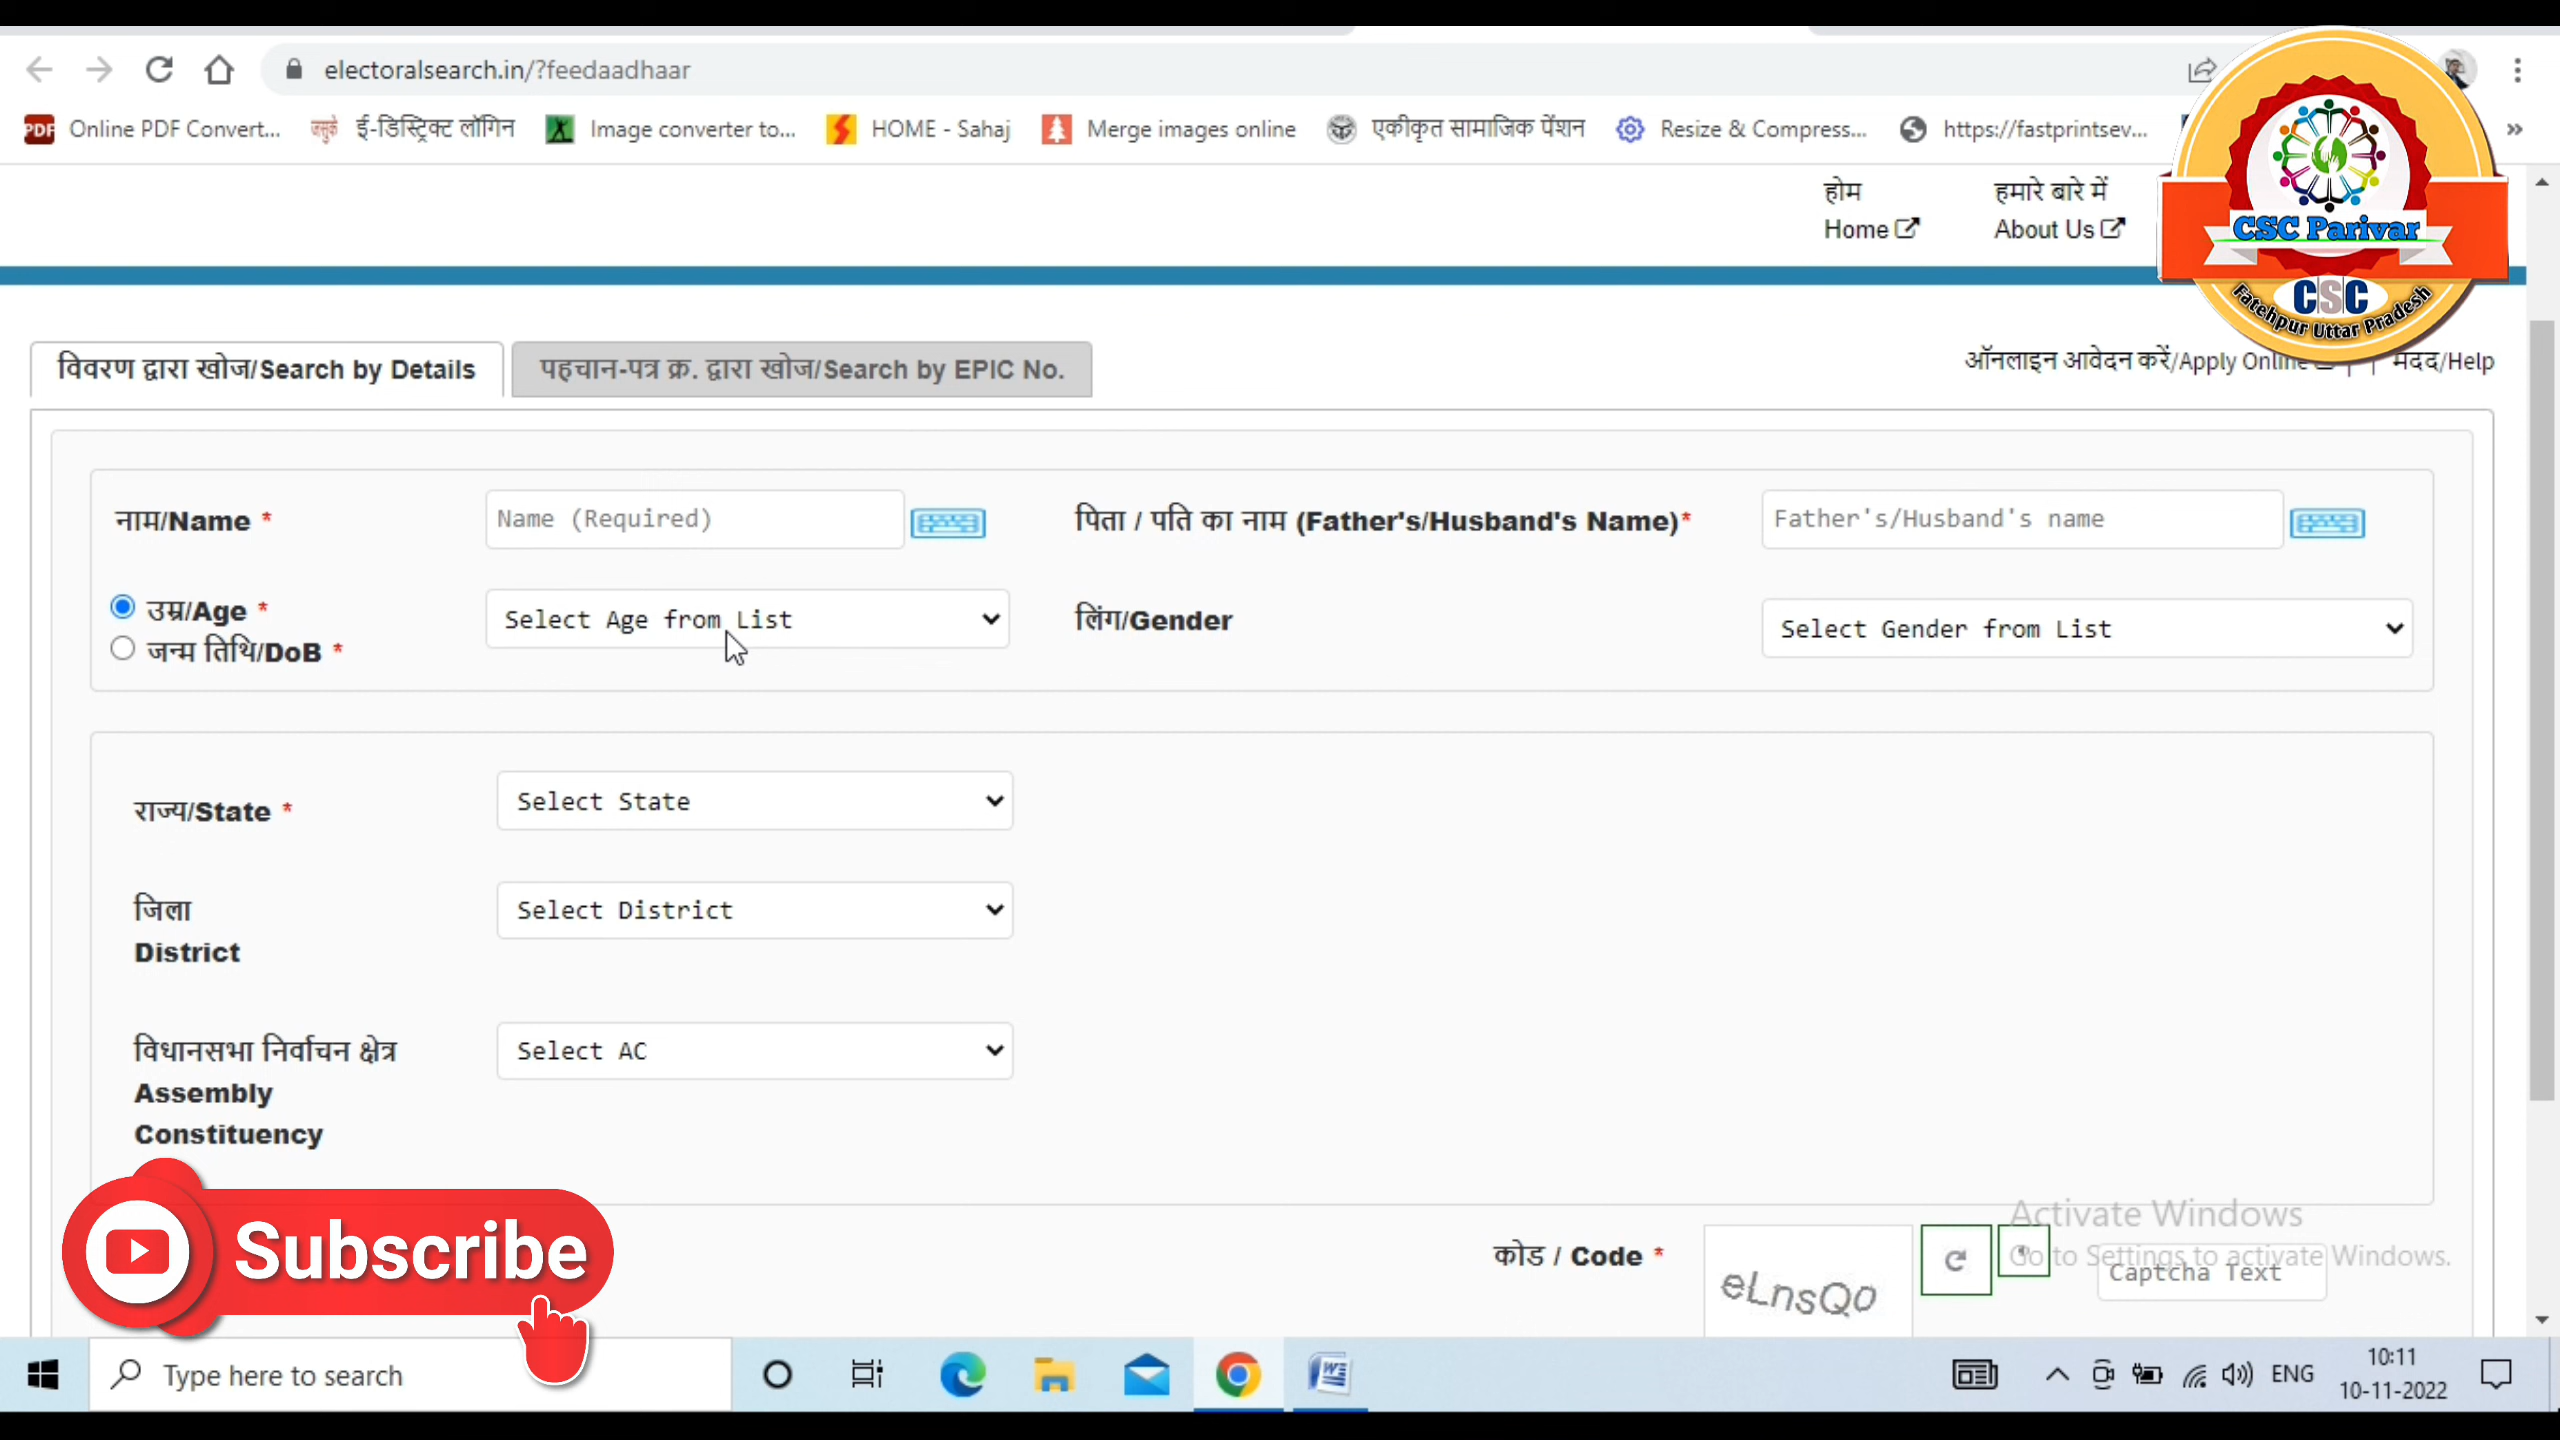 electoralsearch.in/?feedaadhaar
PDF Online PDF Convert... ई-डिस्ट्रिक्ट लॉगिन Image converter to... HOME - Sahaj Merge images online एकीकृत सामाजिक पेंशन Resize & Compress... https://fastprintsev... »
होम हमारे बारे में
Home About Us
CSC Parivar
CSC
Fatehpur Uttar Pradesh
विवरण द्वारा खोज/Search by Details पहचान-पत्र क्र. द्वारा खोज/Search by EPIC No. ऑनलाइन आवेदन करें/Apply Online | | मदद/Help
नाम/Name * Name (Required) पिता / पति का नाम (Father's/Husband's Name)* Father's/Husband's name
उम्र/Age * Select Age from List लिंग/Gender Select Gender from List
जन्म तिथि/DoB *
राज्य/State * Select State
जिला Select District
District
विधानसभा निर्वाचन क्षेत्र Select AC
Assembly
Constituency
Activate Windows
Go to Settings to activate Windows.
Subscribe
कोड / Code * eLnsQo Captcha Text
Type here to search ENG 10:11
10-11-2022